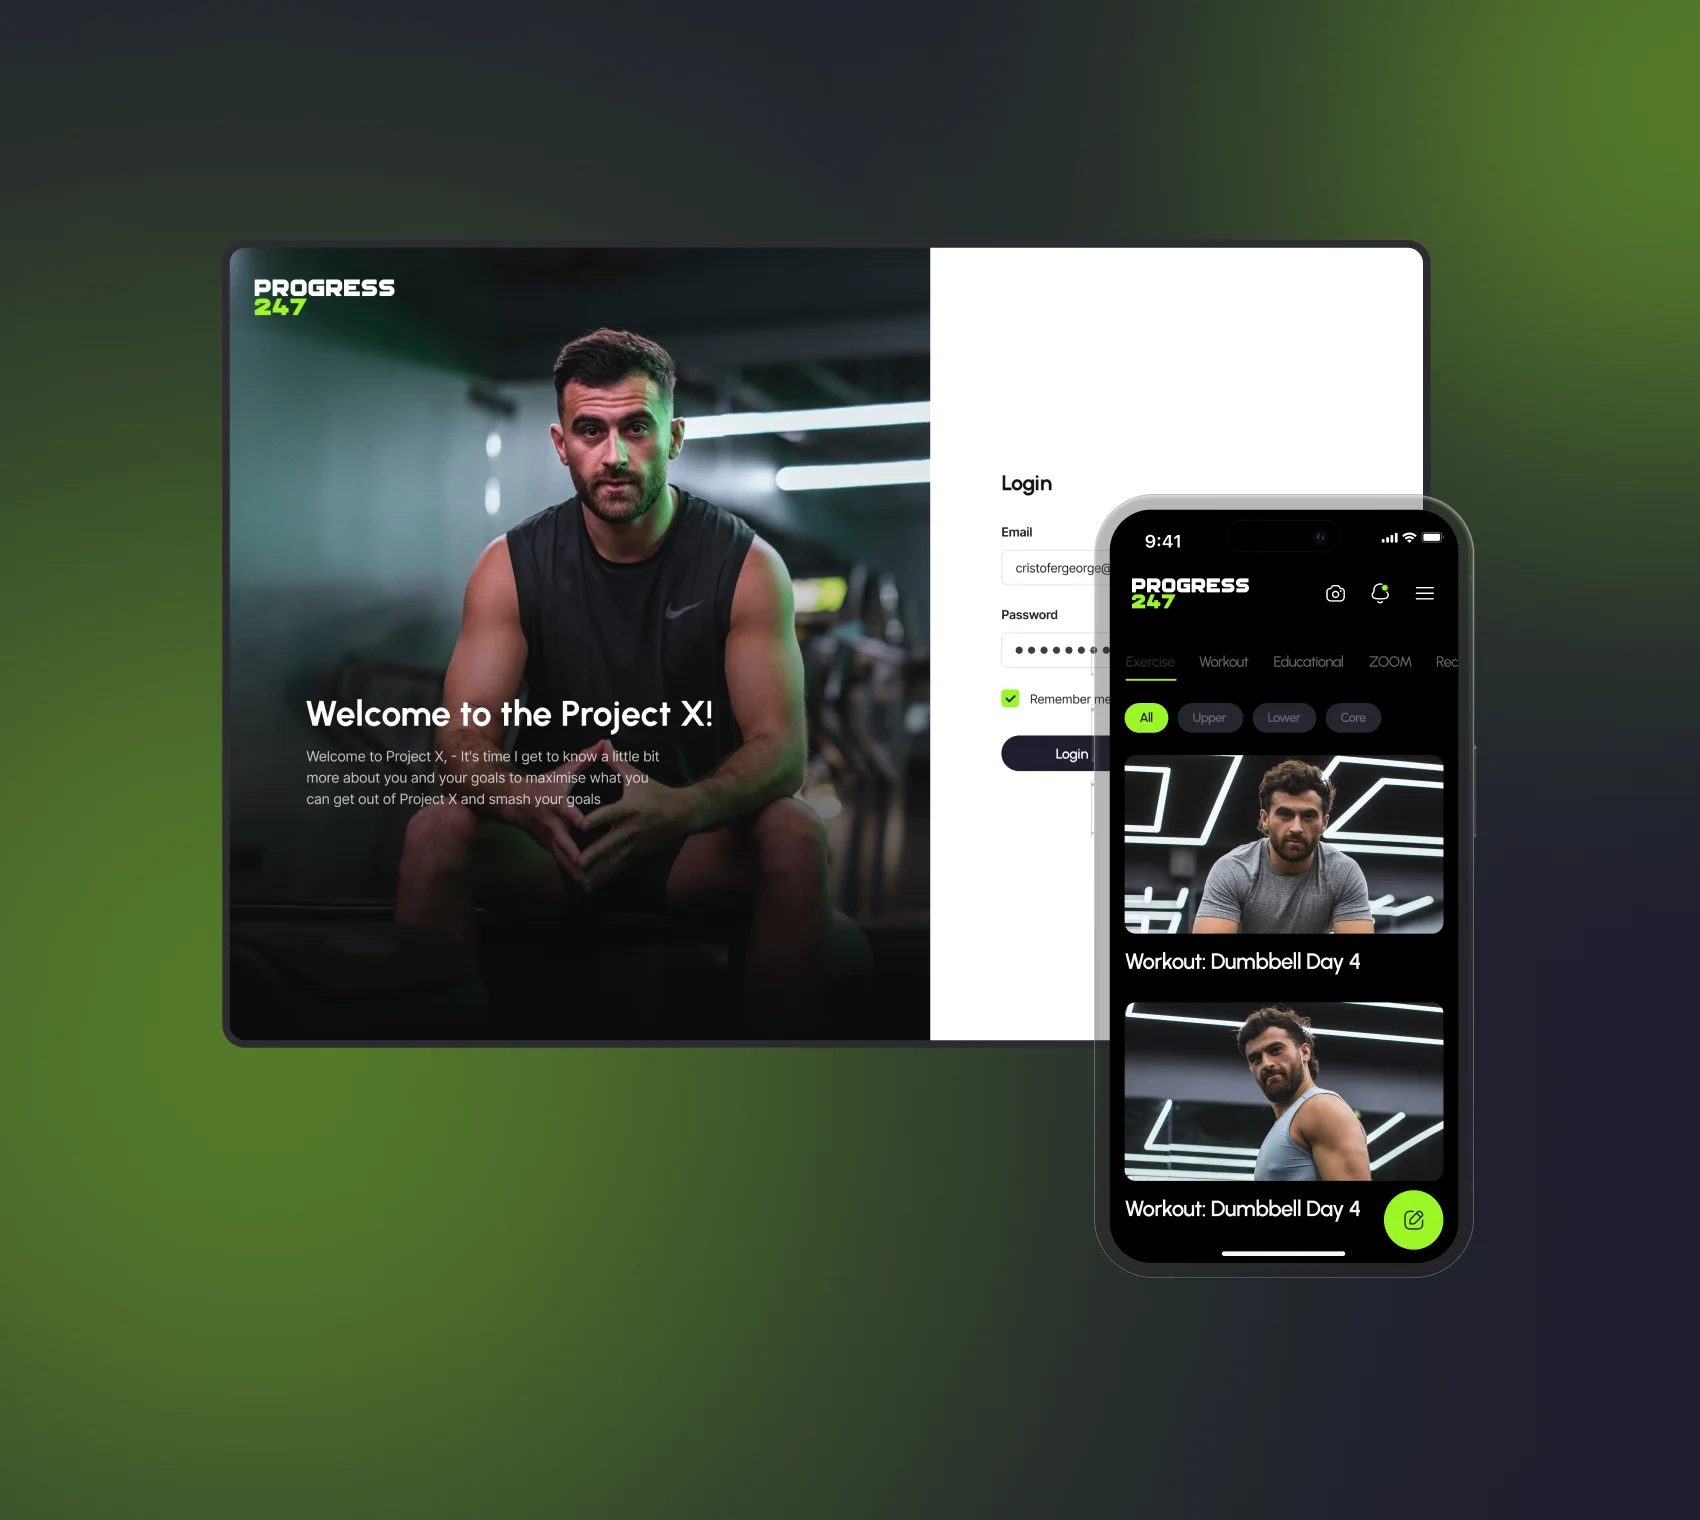 PROGRESS
247
Welcome to the Project X!
Welcome to Project X, - It's time I get to know a little bit
more about you and your goals to maximise what you
can get out of Project X and smash your goals
Login
Email
cristofergeorge@
Password
Remember me
Login
9:41
PROGRESS
247
Exercise Workout Educational ZOOM Rec
All Upper Lower Core
Workout: Dumbbell Day 4
Workout: Dumbbell Day 4